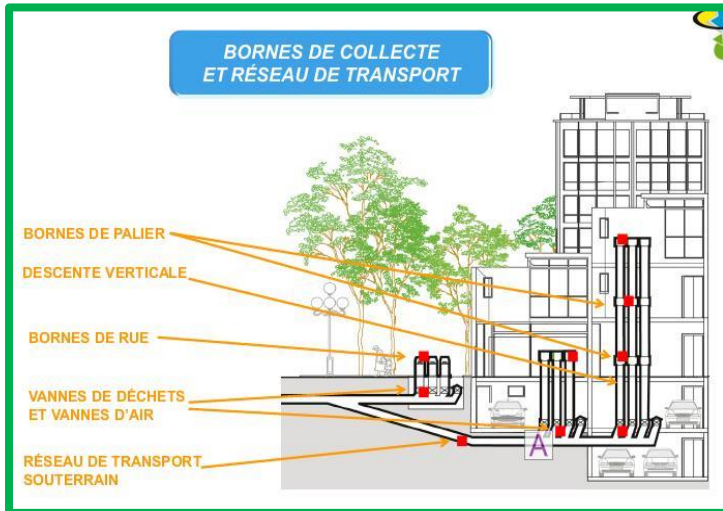 BORNES DE COLLECTE
ET RÉSEAU DE TRANSPORT
BORNES DE PALIER
DESCENTE VERTICALE
BORNES DE RUE
VANNES DE DÉCHETS
ET VANNES D'AIR
A
RÉSEAU DE TRANSPORT
SOUTERRAIN